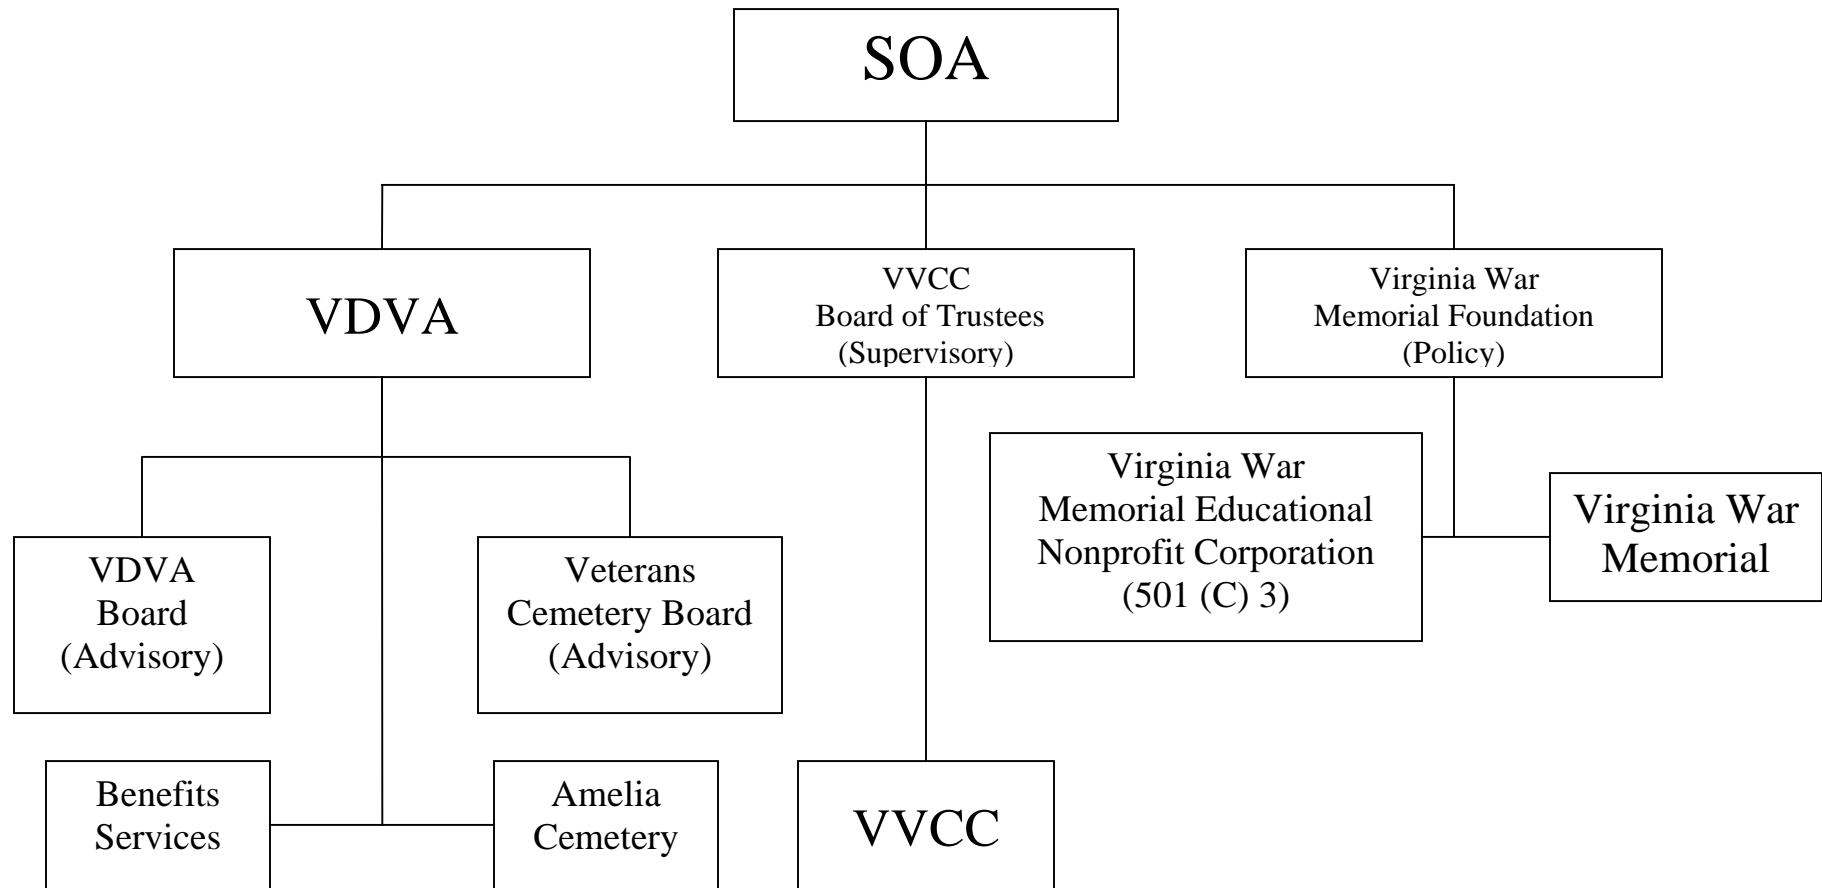 SOA
VDVA
VVCC
Board of Trustees
(Supervisory)
Virginia War
Memorial Foundation
(Policy)
Virginia War
Memorial Educational
Nonprofit Corporation
(501 (C) 3)
Virginia War
Memorial
VDVA
Board
(Advisory)
Veterans
Cemetery Board
(Advisory)
Benefits
Services
Amelia
Cemetery
VVCC